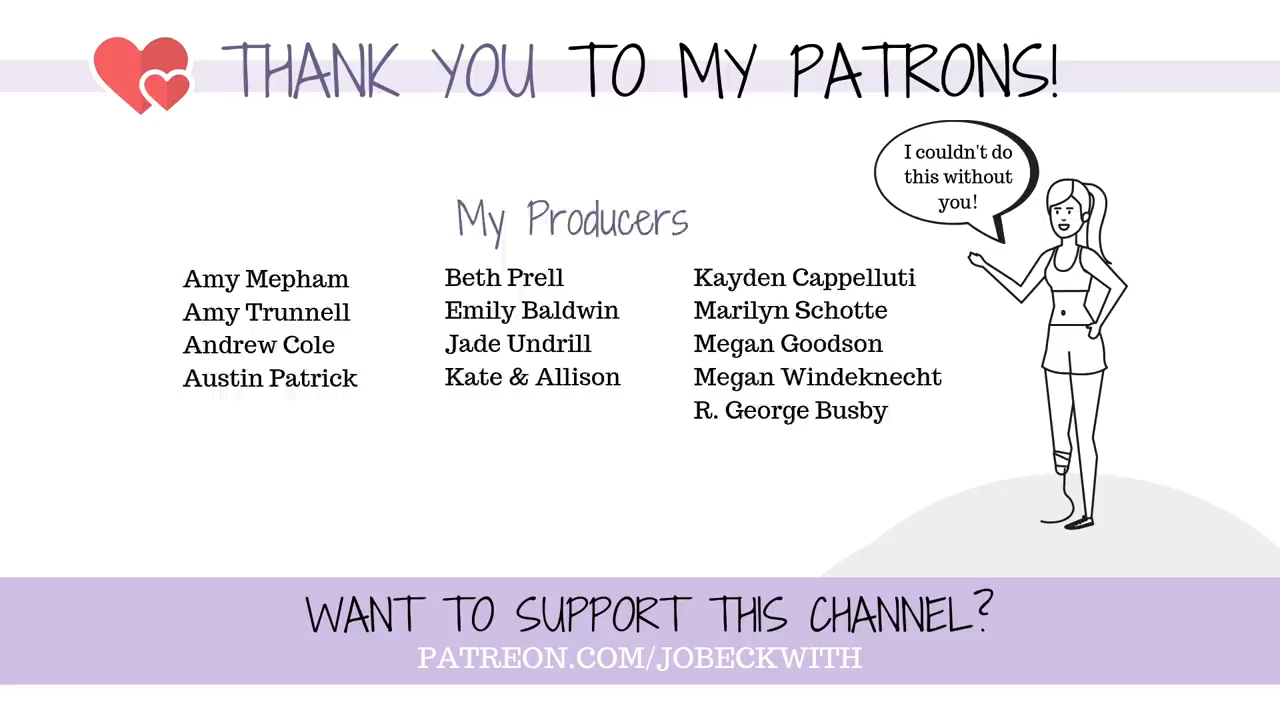 THANK YOU TO MY PATRONS!
I couldn't do
this without
you!
My Producers
Amy Mepham
Amy Trunnell
Andrew Cole
Austin Patrick
Beth Prell
Emily Baldwin
Jade Undrill
Kate & Allison
Kayden Cappelluti
Marilyn Schotte
Megan Goodson
Megan Windeknecht
R. George Busby
WANT TO SUPPORT THIS CHANNEL?
PATREON.COM/JOBECKWITH